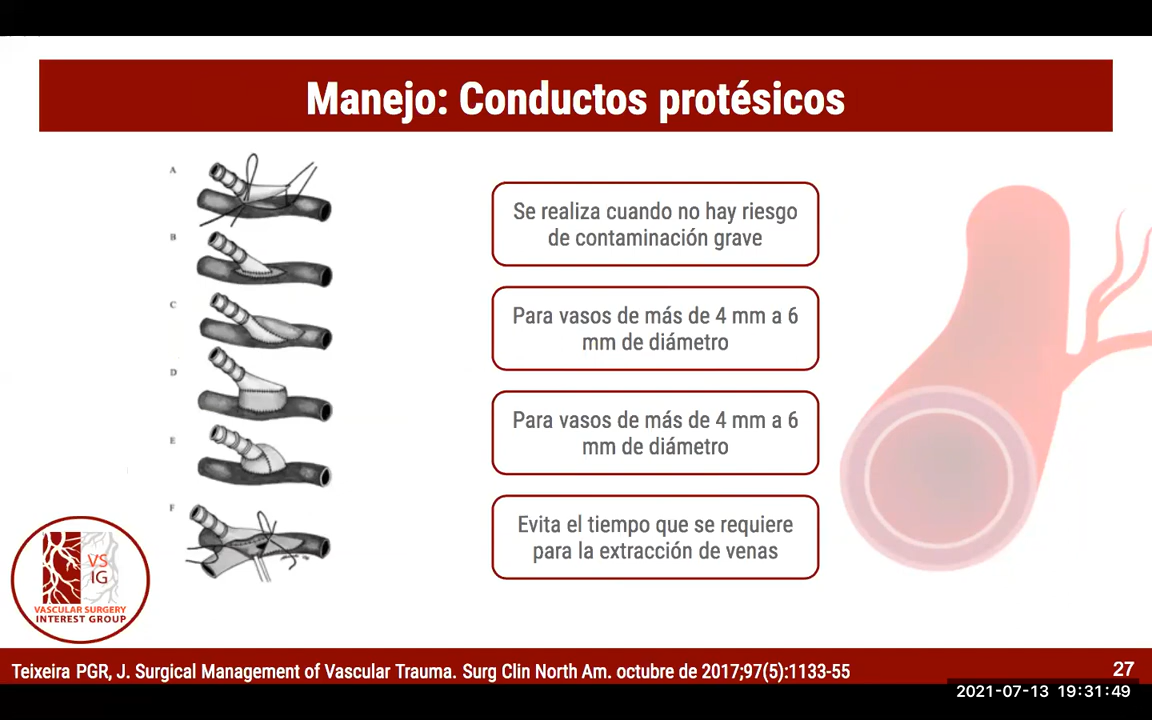 Manejo: Conductos protésicos
A
B
C
D
E
F
Se realiza cuando no hay riesgo
de contaminación grave
Para vasos de más de 4 mm a 6
mm de diámetro
Para vasos de más de 4 mm a 6
mm de diámetro
Evita el tiempo que se requiere
para la extracción de venas
VS
IG
VASCULAR SURGERY
INTEREST GROUP
Teixeira PGR, J. Surgical Management of Vascular Trauma. Surg Clin North Am. octubre de 2017;97(5):1133-55
27
2021-07-13 19:31:49